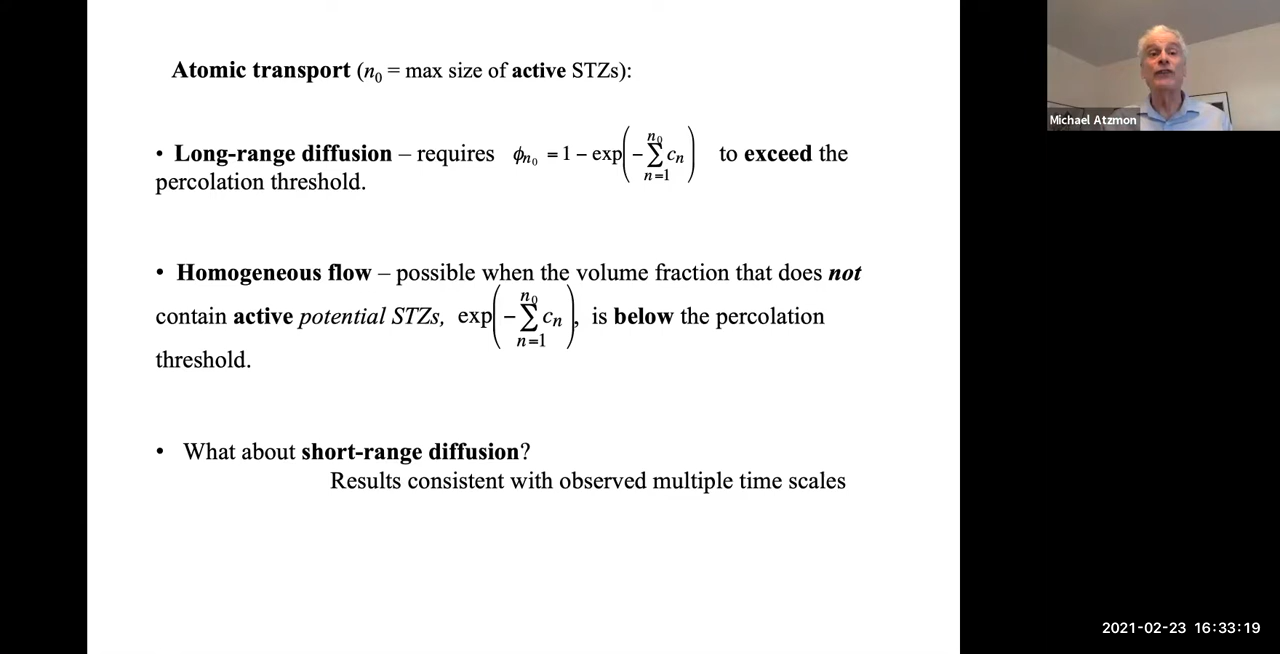 Atomic transport (n₀ = max size of active STZs):
• Long-range diffusion – requires ϕₙ₀ = 1 – exp(–∑ₙ₌₁ⁿ⁰ cₙ) to exceed the
percolation threshold.
• Homogeneous flow – possible when the volume fraction that does not
contain active potential STZs, exp(–∑ₙ₌₁ⁿ⁰ cₙ), is below the percolation
threshold.
• What about short-range diffusion?
Results consistent with observed multiple time scales
Michael Atzmon
2021-02-23 16:33:19